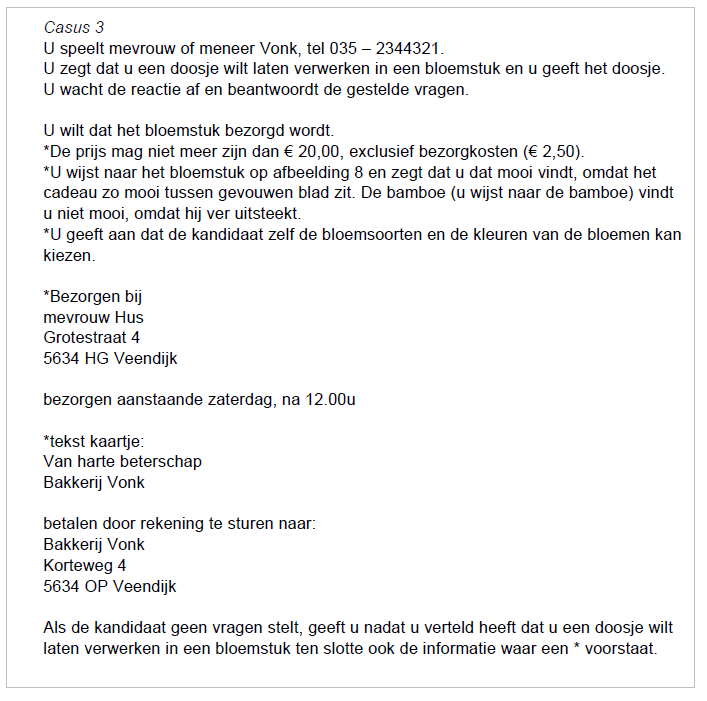 Casus 3
U speelt mevrouw of meneer Vonk, tel 035 – 2344321.
U zegt dat u een doosje wilt laten verwerken in een bloemstuk en u geeft het doosje.
U wacht de reactie af en beantwoordt de gestelde vragen.
U wilt dat het bloemstuk bezorgd wordt.
*De prijs mag niet meer zijn dan € 20,00, exclusief bezorgkosten (€ 2,50).
*U wijst naar het bloemstuk op afbeelding 8 en zegt dat u dat mooi vindt, omdat het
cadeau zo mooi tussen gevouwen blad zit. De bamboe (u wijst naar de bamboe) vindt
u niet mooi, omdat hij ver uitsteekt.
*U geeft aan dat de kandidaat zelf de bloemsoorten en de kleuren van de bloemen kan
kiezen.
*Bezorgen bij
mevrouw Hus
Grotestraat 4
5634 HG Veendijk
bezorgen aanstaande zaterdag, na 12.00u
*tekst kaartje:
Van harte beterschap
Bakkerij Vonk
betalen door rekening te sturen naar:
Bakkerij Vonk
Korteweg 4
5634 OP Veendijk
Als de kandidaat geen vragen stelt, geeft u nadat u verteld heeft dat u een doosje wilt
laten verwerken in een bloemstuk ten slotte ook de informatie waar een * voorstaat.